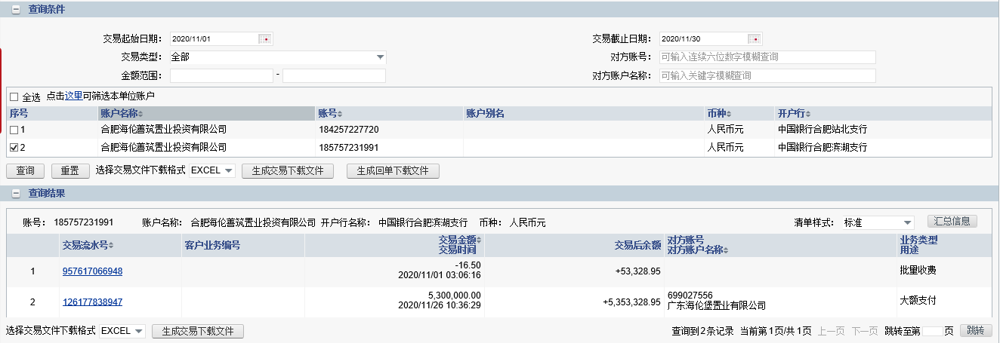 查询条件
交易起始日期： 2020/11/01 交易截止日期： 2020/11/30
交易类型： 全部 对方账号： 可输入连续六位数字模糊查询
金额范围： - 对方账户名称： 可输入关键字模糊查询
全选 点击这里可筛选本单位账户
序号 账户名称 账号 账户别名 币种 开户行
1 合肥海伦善筑置业投资有限公司 184257227720 人民币元 中国银行合肥站北支行
2 合肥海伦善筑置业投资有限公司 185757231991 人民币元 中国银行合肥滨湖支行
查询 重置 选择交易文件下载格式 EXCEL 生成交易下载文件 生成回单下载文件
查询结果
账号： 185757231991 账户名称： 合肥海伦善筑置业投资有限公司 开户行名称： 中国银行合肥滨湖支行 币种： 人民币元 清单样式： 标准 汇总信息
交易流水号 客户业务编号 交易金额 交易后余额 对方账号 业务类型
交易时间 对方账户名称 用途
1 957617066948 -16.50 +53,328.95 批量收费
2020/11/01 03:06:16
2 126177838947 5,300,000.00 +5,353,328.95 699027556 大额支付
2020/11/26 10:36:29 广东海伦堡置业有限公司
选择交易文件下载格式 EXCEL 生成交易下载文件 查询到2条记录 当前第1页/共1页 上一页 下一页 跳转至第 页 跳转